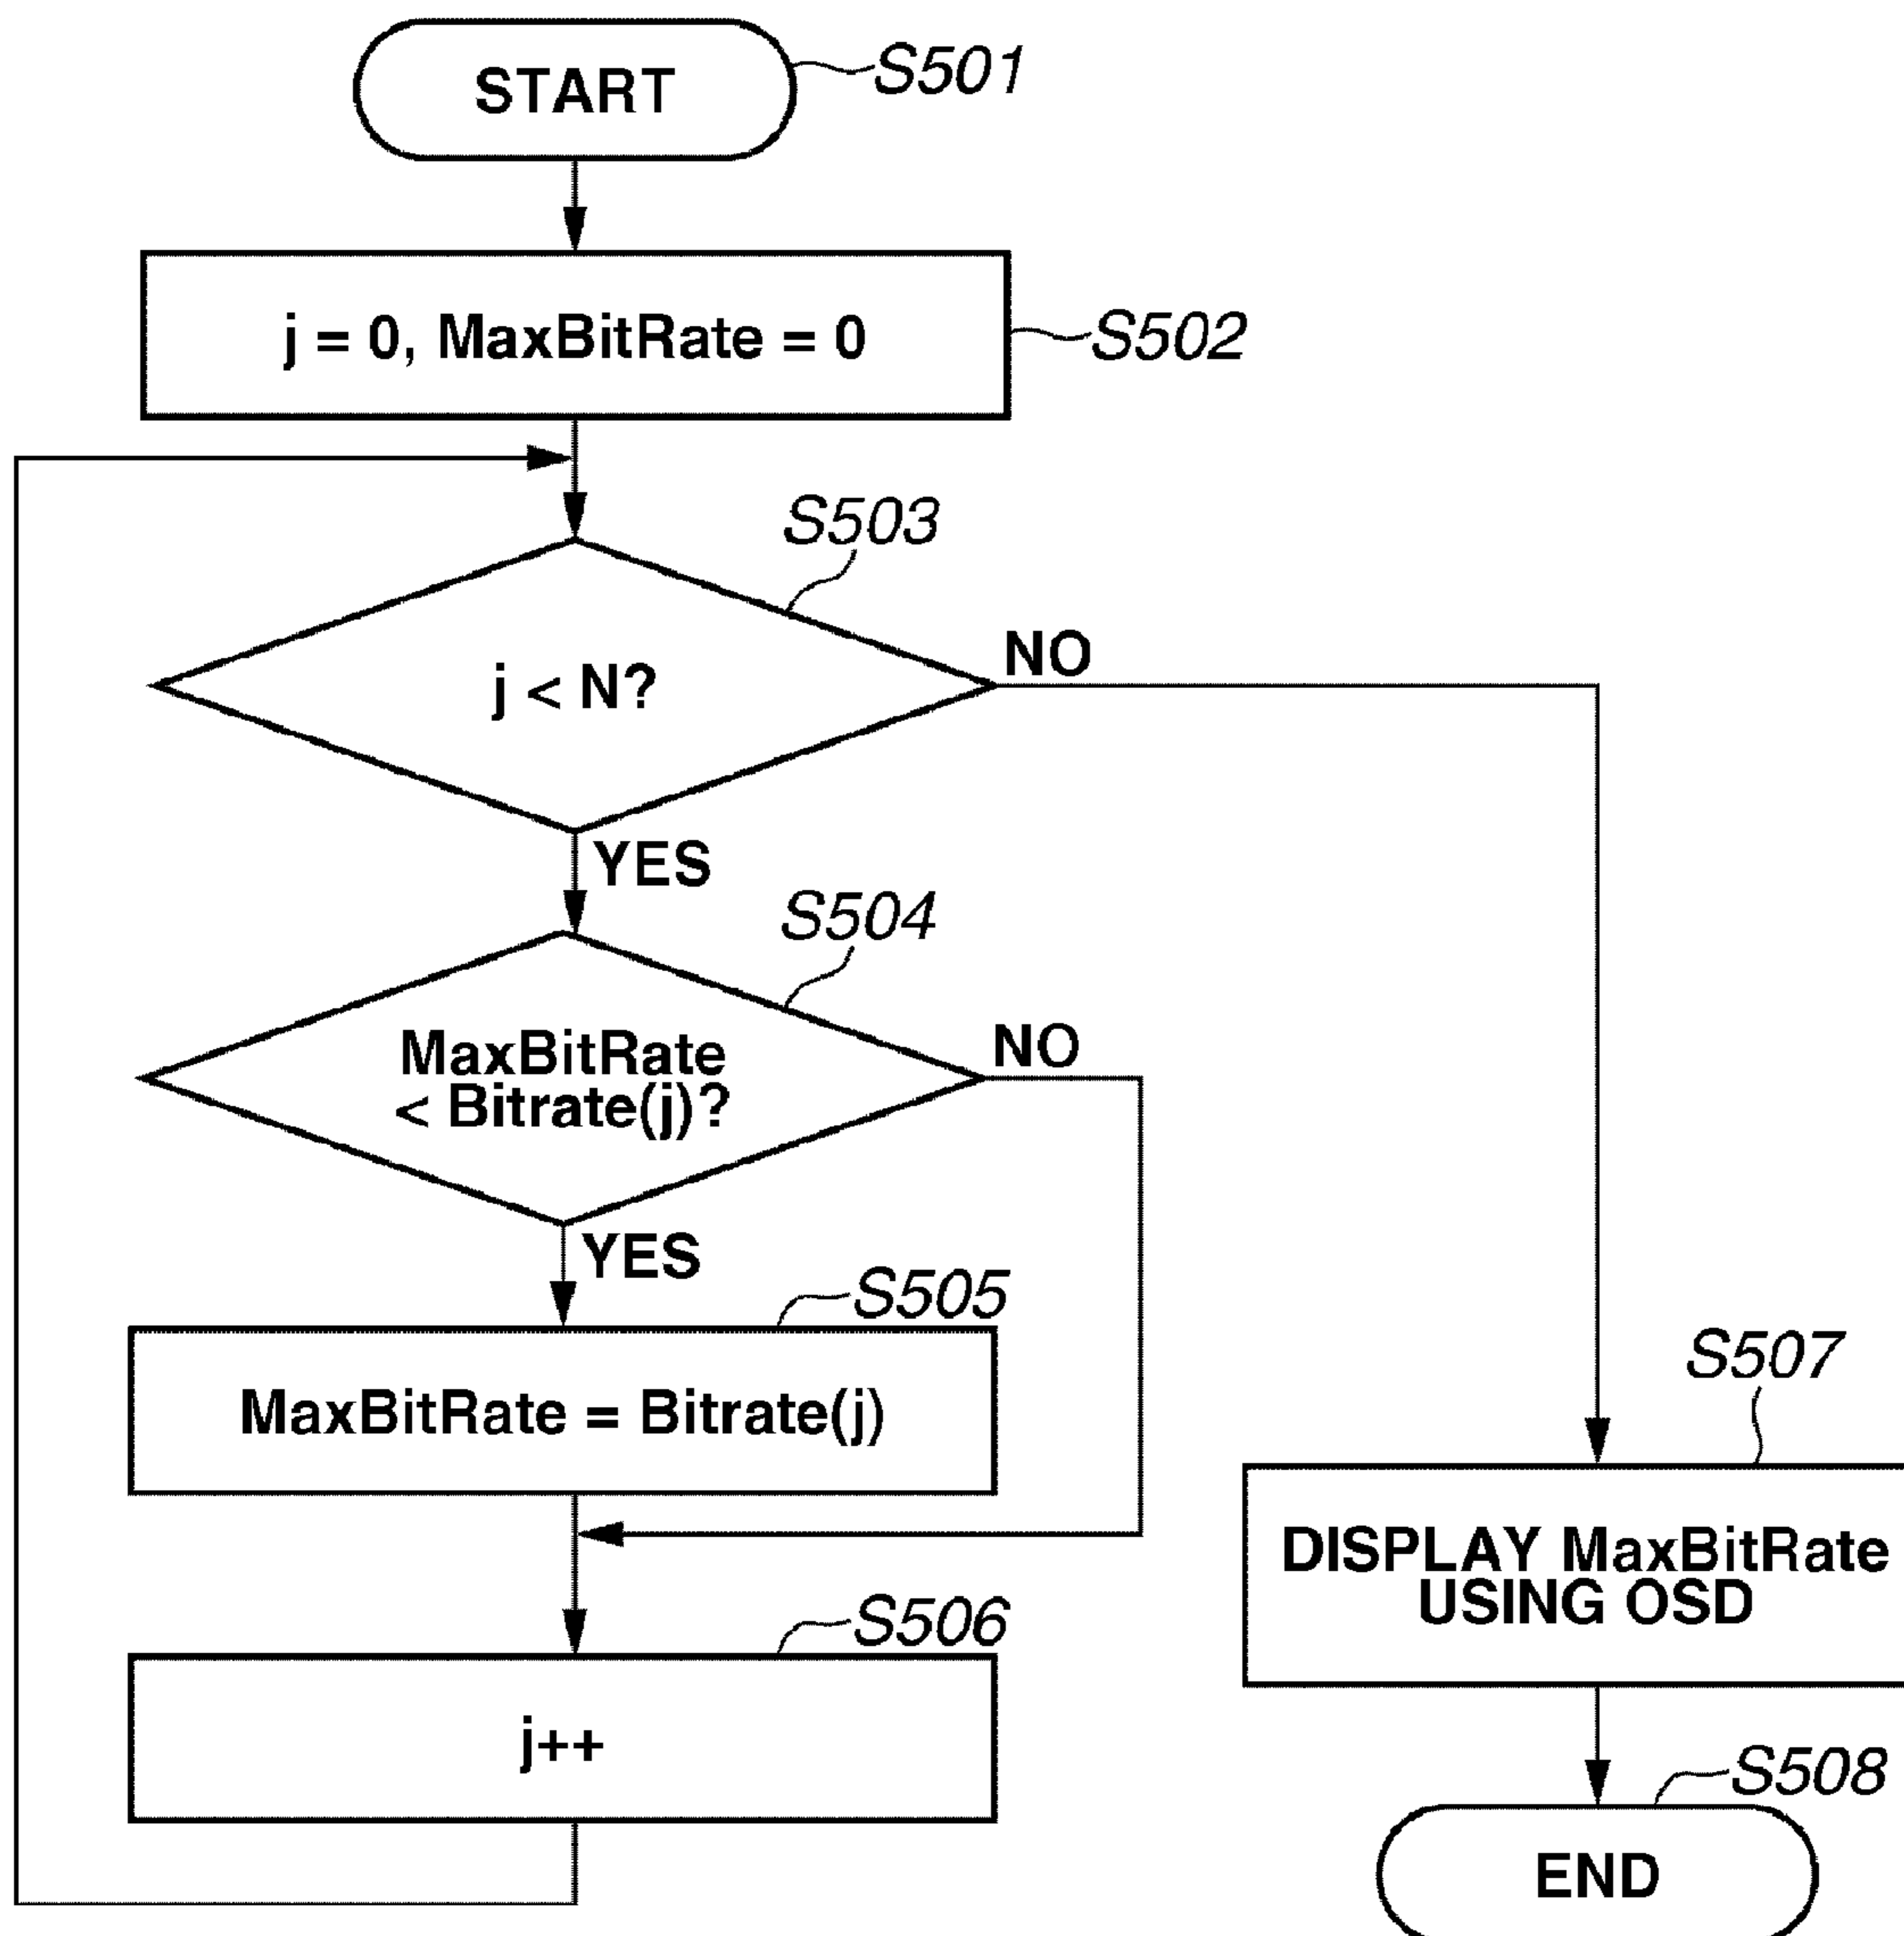 START
S501
j = 0, MaxBitRate = 0
S502
S503
j < N?
NO
YES
S504
MaxBitRate
< Bitrate(j)?
NO
YES
S505
MaxBitRate = Bitrate(j)
S506
j++
S507
DISPLAY MaxBitRate
USING OSD
S508
END